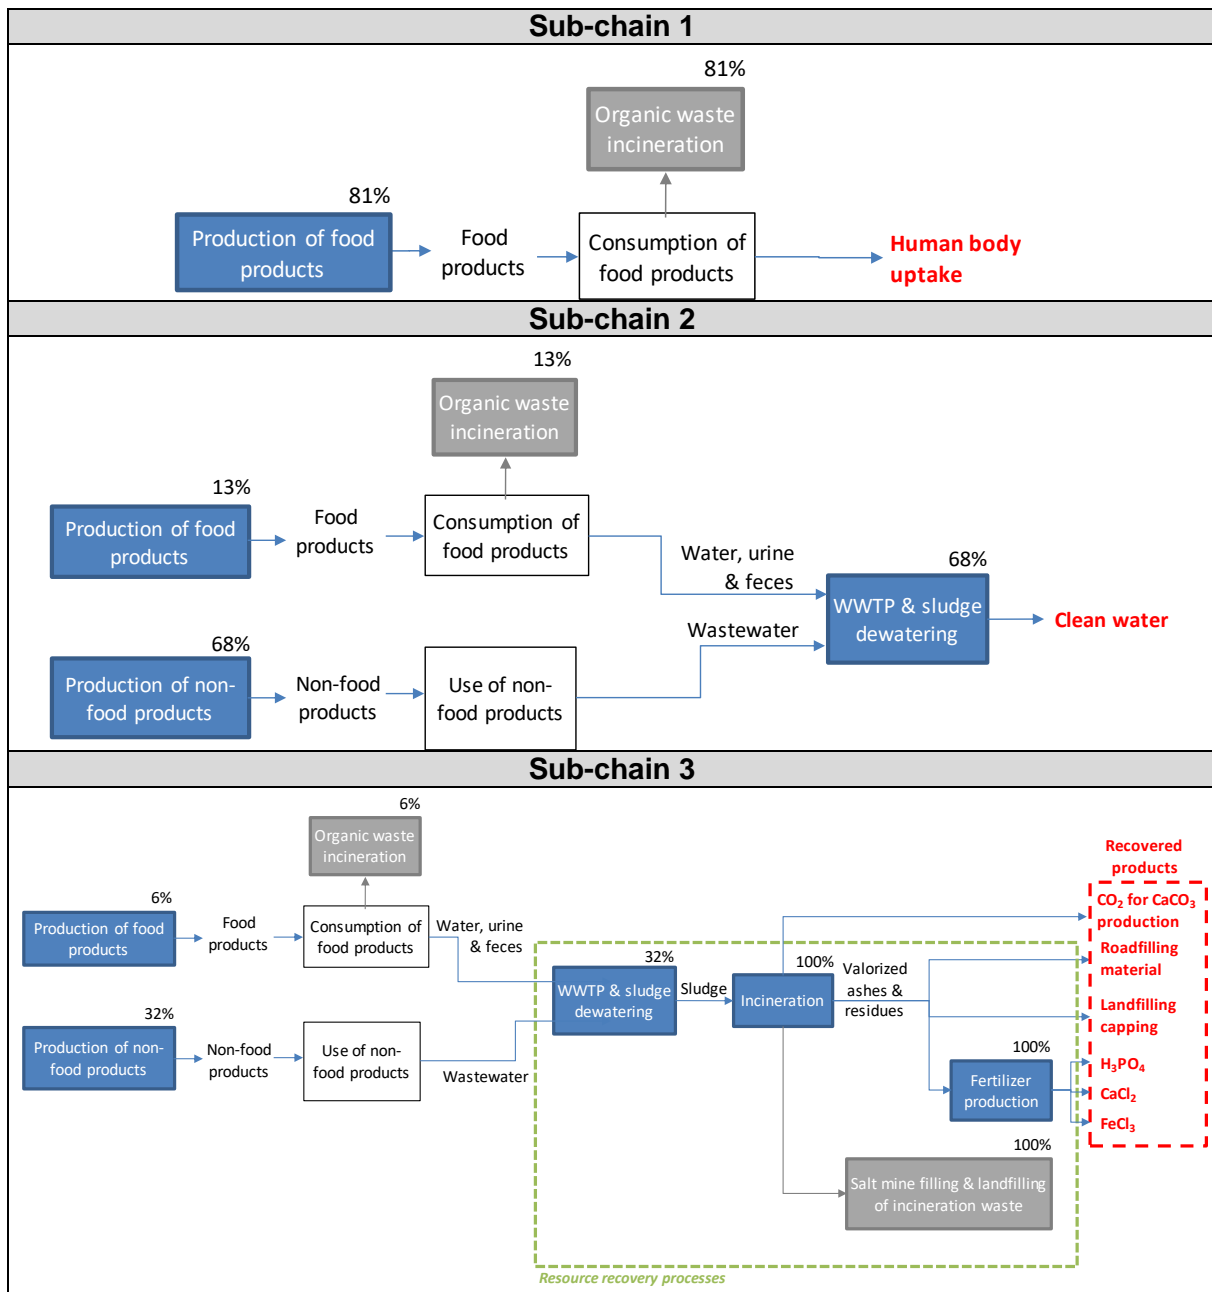 Sub-chain 1
81%
Organic waste
incineration
81%
Production of food
products
Food
products
Consumption of
food products
Human body
uptake
Sub-chain 2
13%
Organic waste
incineration
13%
Production of food
products
Food
products
Consumption of
food products
Water, urine
& feces
68%
WWTP & sludge
dewatering
Clean water
Wastewater
68%
Production of non-
food products
Non-food
products
Use of non-
food products
Sub-chain 3
6%
Organic waste
incineration
6%
Production of food
products
Food
products
Consumption of
food products
Water, urine
& feces
32%
Production of non-
food products
Non-food
products
Use of non-
food products
Wastewater
32%
WWTP & sludge
dewatering
Sludge
100%
Incineration
Valorized
ashes &
residues
100%
Fertilizer
production
100%
Salt mine filling & landfilling
of incineration waste
Resource recovery processes
Recovered
products
CO₂ for CaCO₃
production
Roadfilling
material
Landfilling
capping
H₃PO₄
CaCl₂
FeCl₃